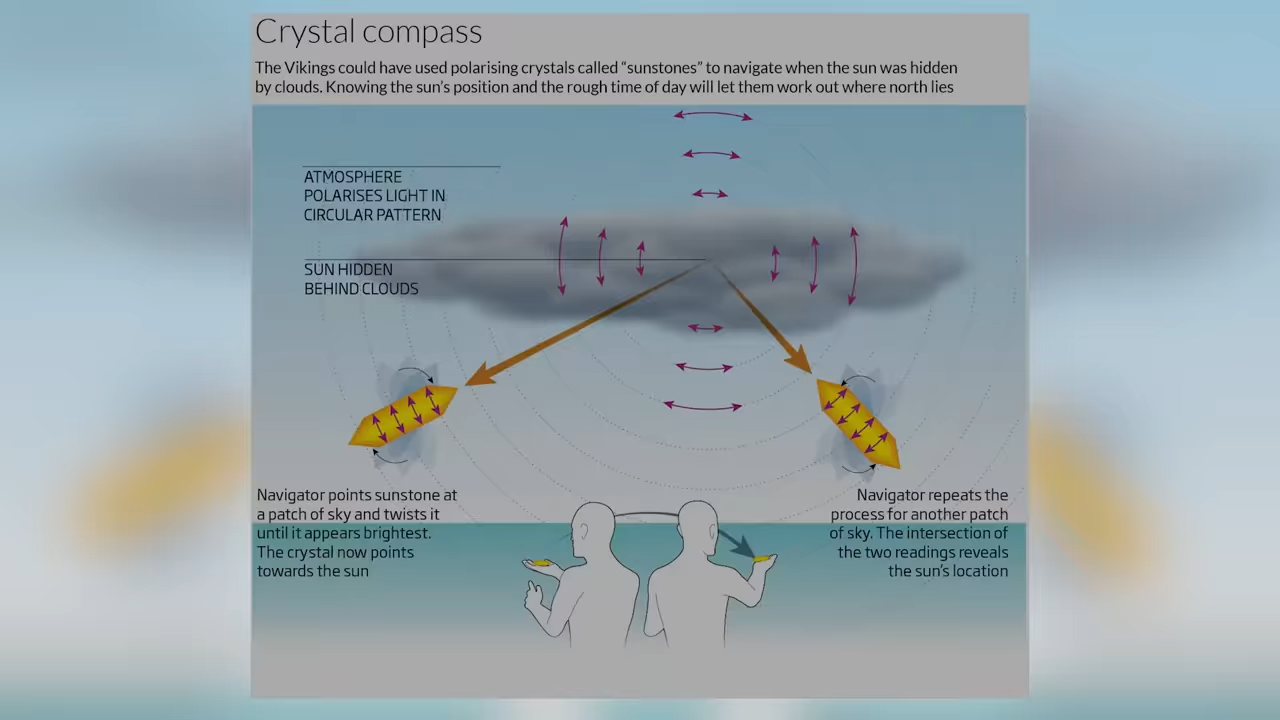 Crystal compass
The Vikings could have used polarising crystals called “sunstones” to navigate when the sun was hidden
by clouds. Knowing the sun’s position and the rough time of day will let them work out where north lies
ATMOSPHERE
POLARISES LIGHT IN
CIRCULAR PATTERN
SUN HIDDEN
BEHIND CLOUDS
Navigator points sunstone at
a patch of sky and twists it
until it appears brightest.
The crystal now points
towards the sun
Navigator repeats the
process for another patch
of sky. The intersection of
the two readings reveals
the sun’s location